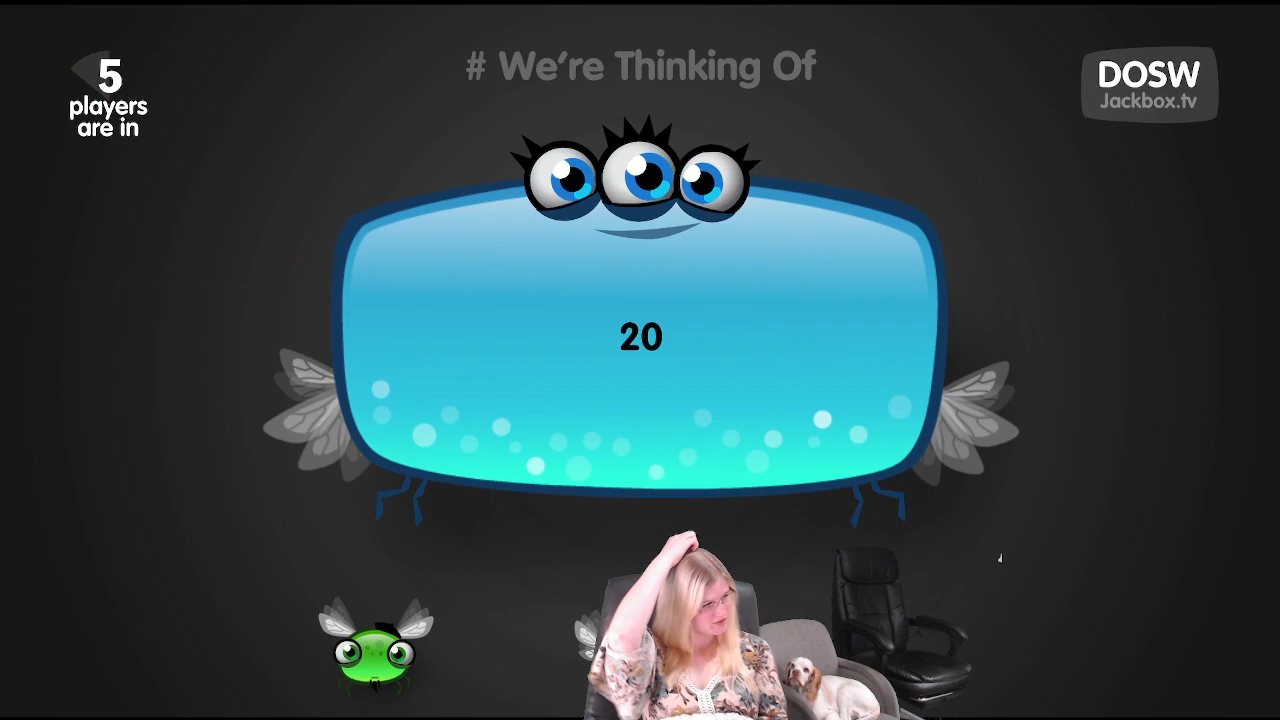 # We're Thinking Of
5
players
are in
DOSW
Jackbox.tv
20